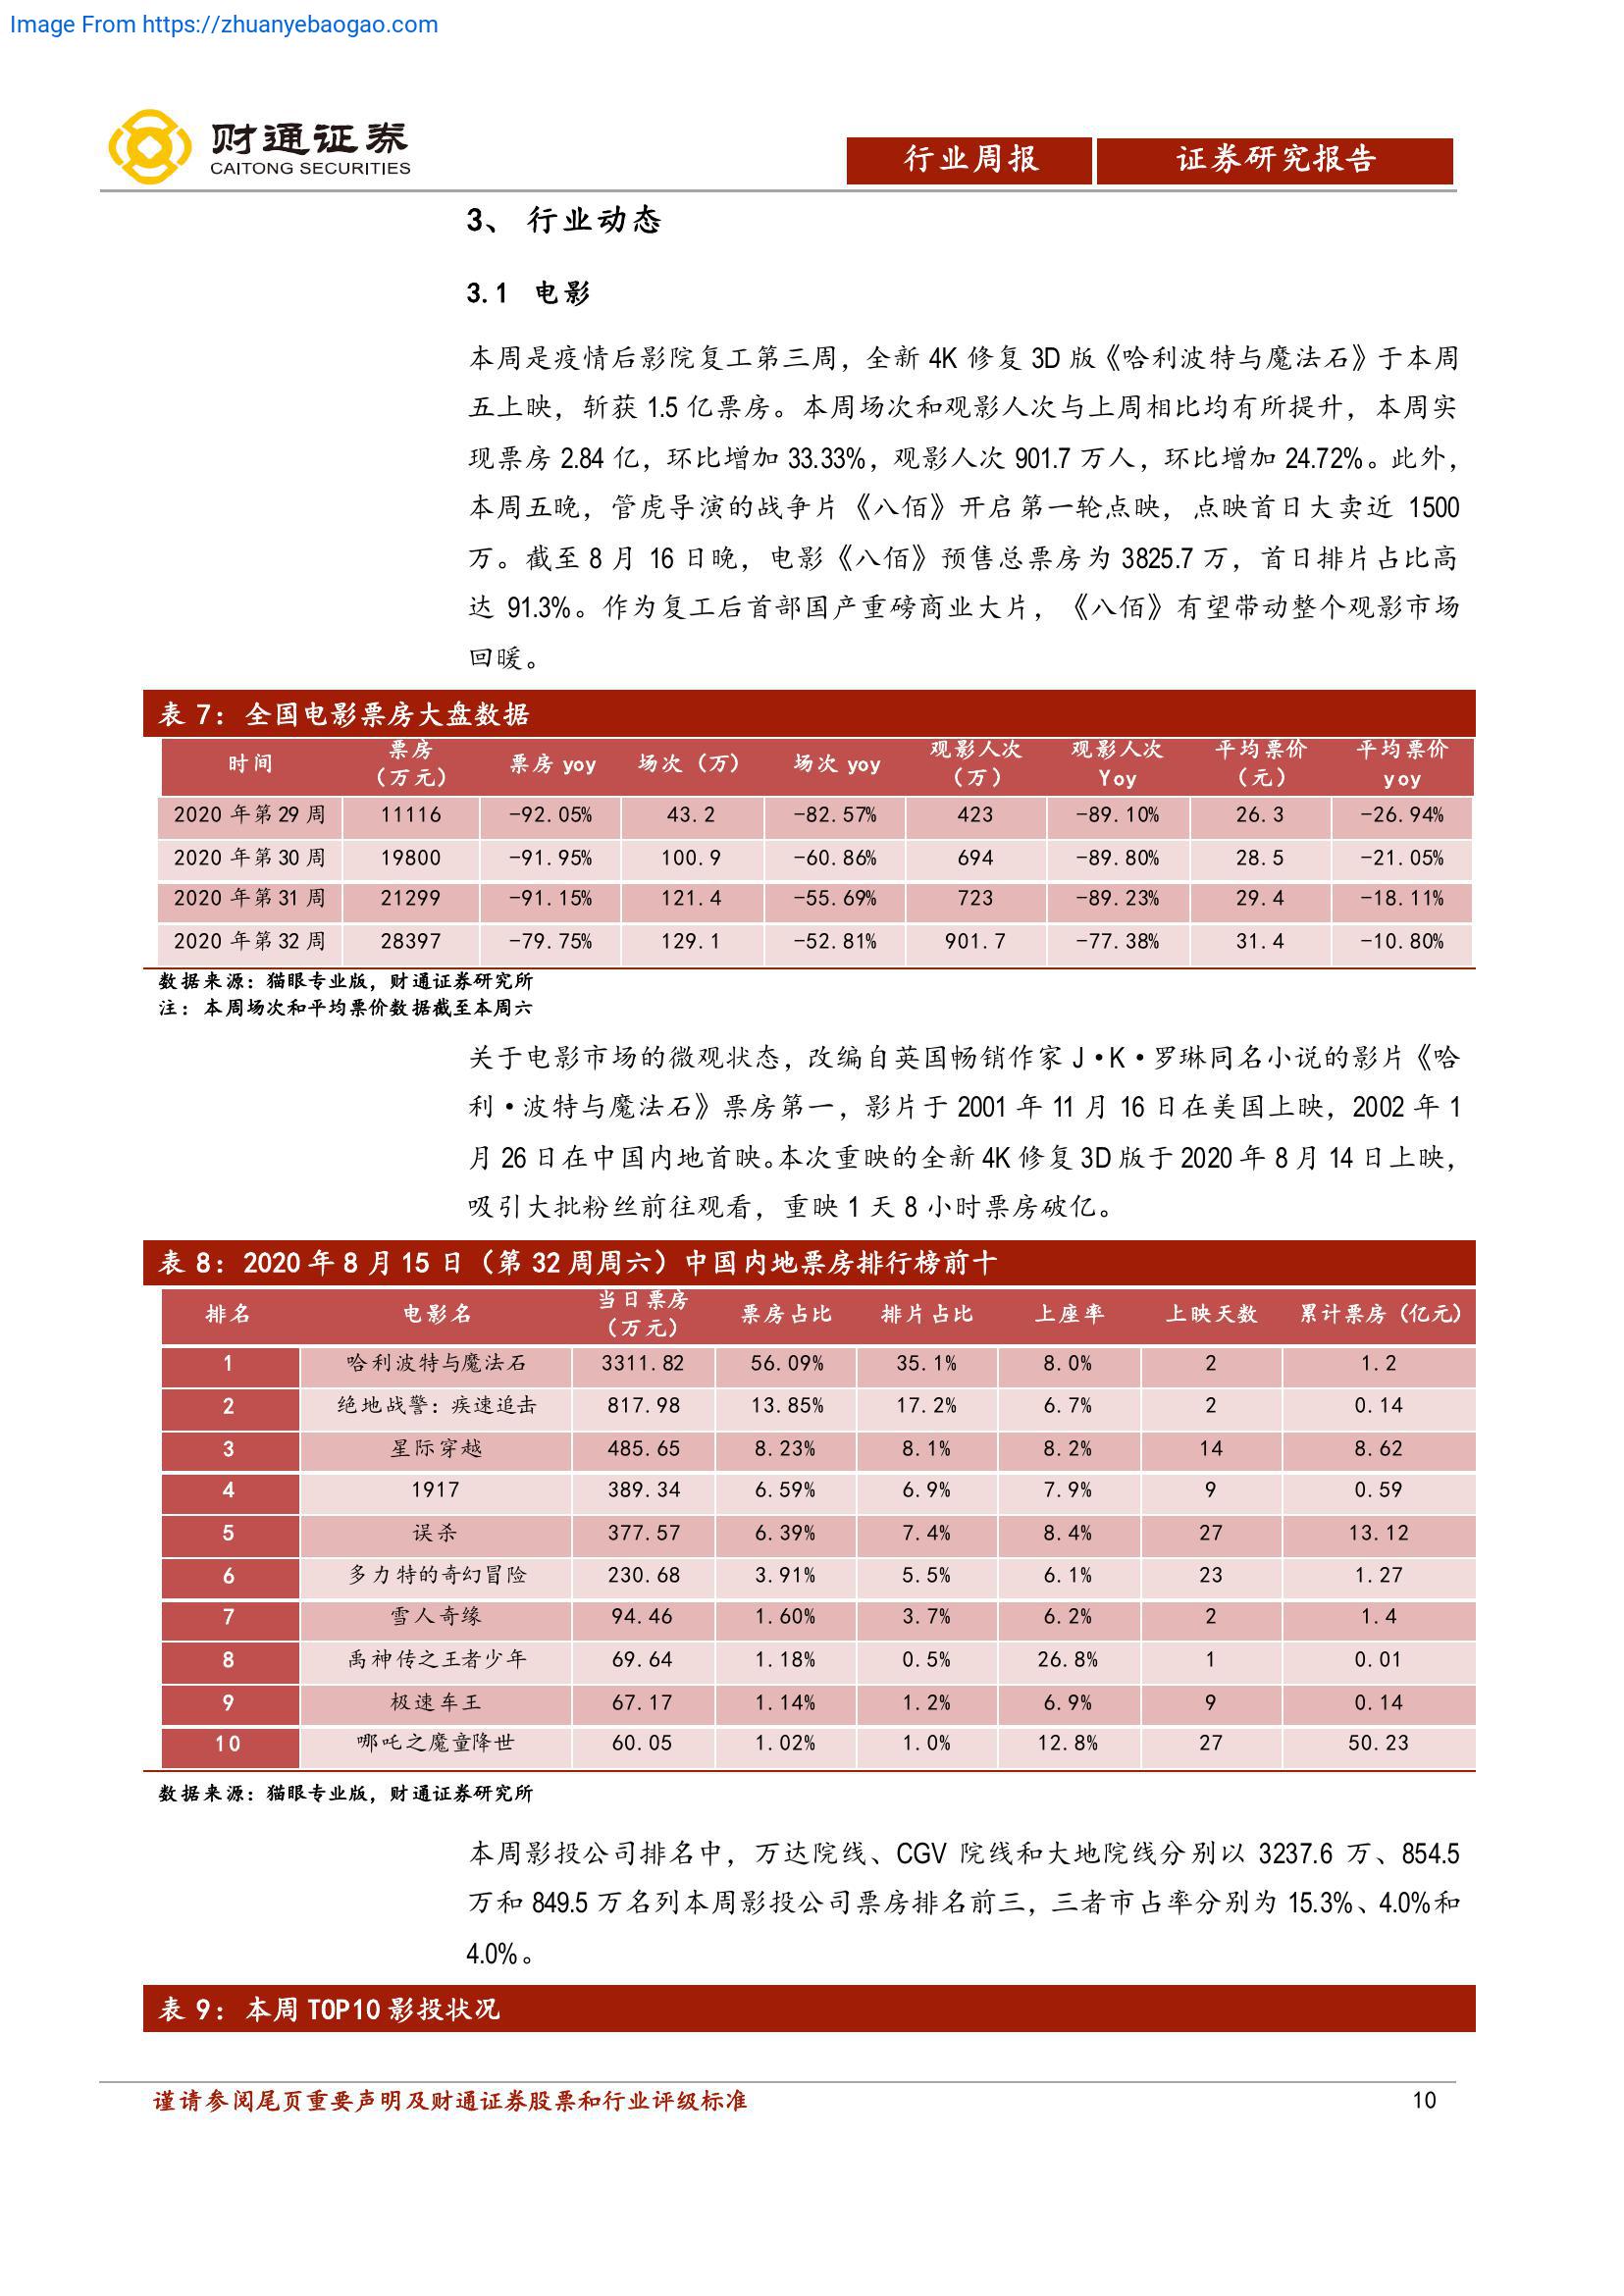 Image From https://zhuanyebaogao.com
财通证券
CAITONG SECURITIES
行业周报 证券研究报告
3、 行业动态
3.1 电影
本周是疫情后影院复工第三周，全新 4K 修复 3D 版《哈利波特与魔法石》于本周
五上映，斩获 1.5 亿票房。本周场次和观影人次与上周相比均有所提升，本周实
现票房 2.84 亿，环比增加 33.33%，观影人次 901.7 万人，环比增加 24.72%。此外，
本周五晚，管虎导演的战争片《八佰》开启第一轮点映，点映首日大卖近 1500
万。截至 8 月 16 日晚，电影《八佰》预售总票房为 3825.7 万，首日排片占比高
达 91.3%。作为复工后首部国产重磅商业大片，《八佰》有望带动整个观影市场
回暖。
表 7：全国电影票房大盘数据
时间 票房（万元） 票房 yoy 场次（万） 场次 yoy 观影人次（万） 观影人次 Yoy 平均票价（元） 平均票价 yoy
2020 年第 29 周 11116 -92.05% 43.2 -82.57% 423 -89.10% 26.3 -26.94%
2020 年第 30 周 19800 -91.95% 100.9 -60.86% 694 -89.80% 28.5 -21.05%
2020 年第 31 周 21299 -91.15% 121.4 -55.69% 723 -89.23% 29.4 -18.11%
2020 年第 32 周 28397 -79.75% 129.1 -52.81% 901.7 -77.38% 31.4 -10.80%
数据来源：猫眼专业版，财通证券研究所
注：本周场次和平均票价数据截至本周六
关于电影市场的微观状态，改编自英国畅销作家 J·K·罗琳同名小说的影片《哈
利·波特与魔法石》票房第一，影片于 2001 年 11 月 16 日在美国上映，2002 年 1
月 26 日在中国内地首映。本次重映的全新 4K 修复 3D 版于 2020 年 8 月 14 日上映，
吸引大批粉丝前往观看，重映 1 天 8 小时票房破亿。
表 8：2020 年 8 月 15 日（第 32 周周六）中国内地票房排行榜前十
排名 电影名 当日票房（万元） 票房占比 排片占比 上座率 上映天数 累计票房（亿元）
1 哈利波特与魔法石 3311.82 56.09% 35.1% 8.0% 2 1.2
2 绝地战警：疾速追击 817.98 13.85% 17.2% 6.7% 2 0.14
3 星际穿越 485.65 8.23% 8.1% 8.2% 14 8.62
4 1917 389.34 6.59% 6.9% 7.9% 9 0.59
5 误杀 377.57 6.39% 7.4% 8.4% 27 13.12
6 多力特的奇幻冒险 230.68 3.91% 5.5% 6.1% 23 1.27
7 雪人奇缘 94.46 1.60% 3.7% 6.2% 2 1.4
8 禹神传之王者少年 69.64 1.18% 0.5% 26.8% 1 0.01
9 极速车王 67.17 1.14% 1.2% 6.9% 9 0.14
10 哪吒之魔童降世 60.05 1.02% 1.0% 12.8% 27 50.23
数据来源：猫眼专业版，财通证券研究所
本周影投公司排名中，万达院线、CGV 院线和大地院线分别以 3237.6 万、854.5
万和 849.5 万名列本周影投公司票房排名前三，三者市占率分别为 15.3%、4.0%和
4.0%。
表 9：本周 TOP10 影投状况
谨请参阅尾页重要声明及财通证券股票和行业评级标准 10